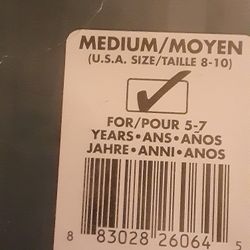 MEDIUM/MOYEN
(U.S.A. SIZE/TAILLE 8-10)
FOR/POUR 5-7
YEARS•ANS•AÑOS
JAHRE•ANNI•ANOS
8 83028 26064 5